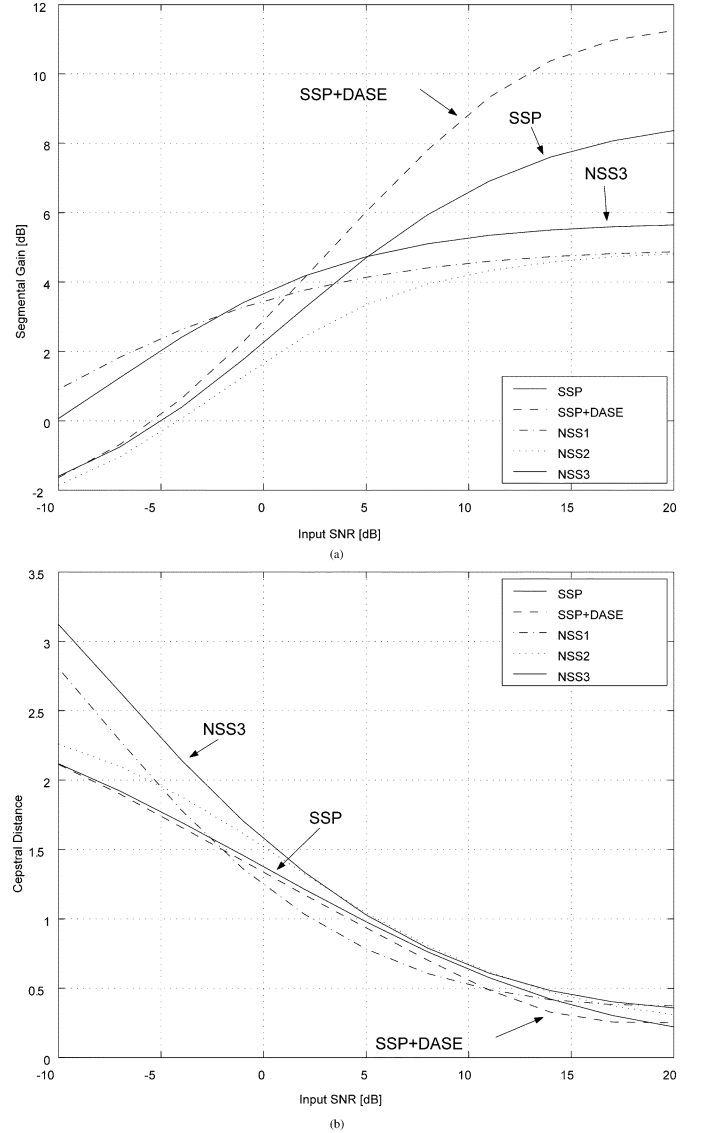 12
10
8
6
4
2
0
-2
Segmental Gain [dB]
SSP+DASE
SSP
NSS3
SSP
SSP+DASE
NSS1
NSS2
NSS3
-10
-5
0
5
10
15
20
Input SNR [dB]
(a)
3.5
3
2.5
2
1.5
1
0.5
0
Cepstral Distance
SSP
SSP+DASE
NSS1
NSS2
NSS3
NSS3
SSP
SSP+DASE
-10
-5
0
5
10
15
20
Input SNR [dB]
(b)